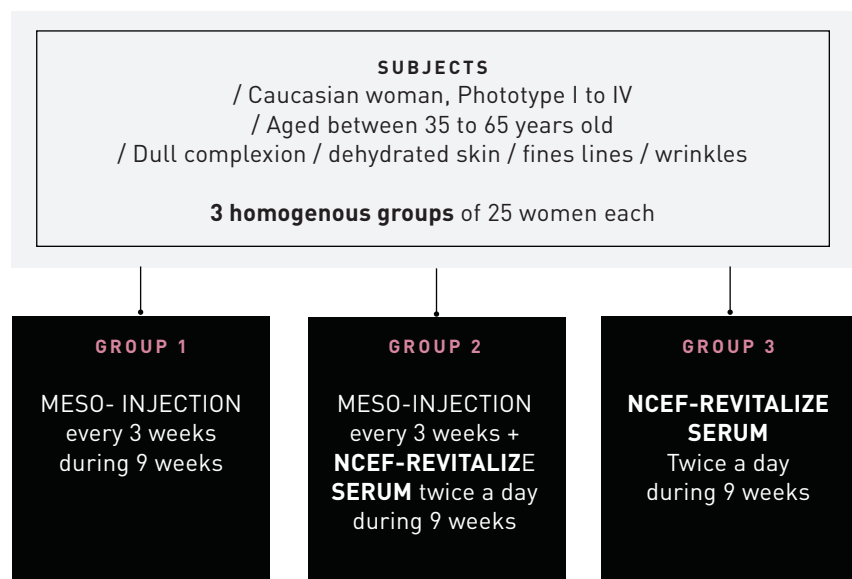 SUBJECTS
/ Caucasian woman, Phototype I to IV
/ Aged between 35 to 65 years old
/ Dull complexion / dehydrated skin / fines lines / wrinkles
3 homogenous groups of 25 women each
GROUP 1
MESO- INJECTION
every 3 weeks
during 9 weeks
GROUP 2
MESO-INJECTION
every 3 weeks +
NCEF-REVITALIZE
SERUM twice a day
during 9 weeks
GROUP 3
NCEF-REVITALIZE
SERUM
Twice a day
during 9 weeks